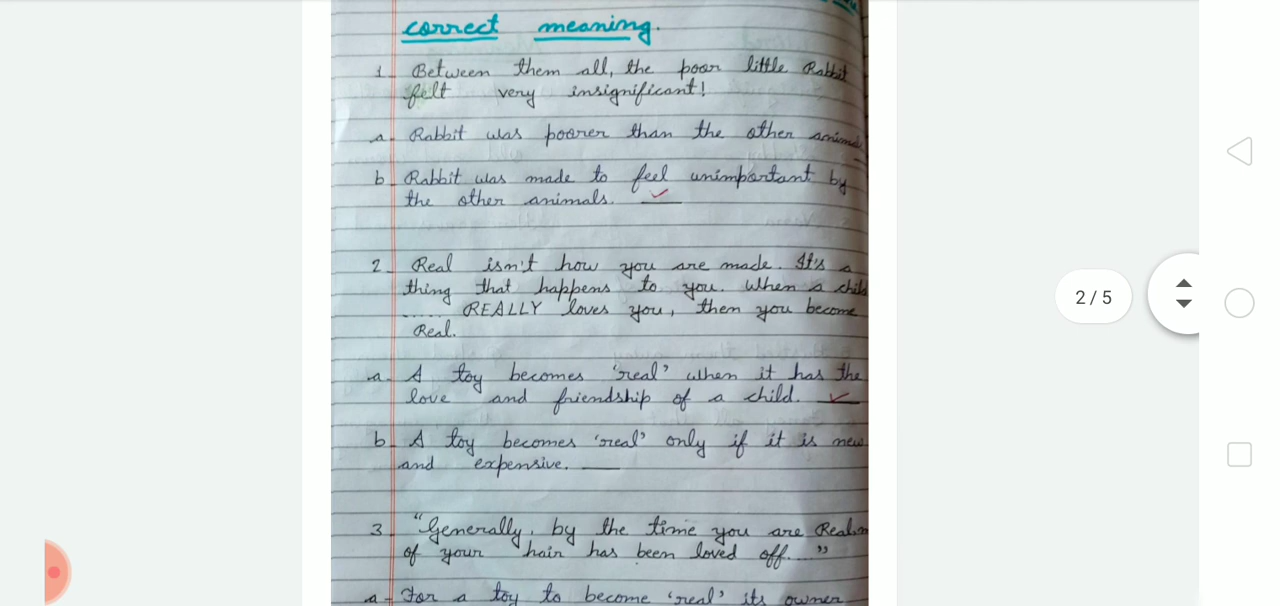 correct meaning.
1. Between them all, the poor little Rabbit
felt very insignificant!
a. Rabbit was poorer than the other
b. Rabbit was made to feel unimportant by
the other animals. ✓
2. Real isn't how you are made. It's a
thing that happens to you. When a child
..... REALLY loves you, then you become
Real.
a. A toy becomes 'real' when it has the
love and friendship of a child. ✓
b. A toy becomes 'real' only if it is new
and expensive. __
3. "Generally, by the time you are Real,
of your hair has been loved off. "
a. For a toy to become 'real' its owner
2 / 5